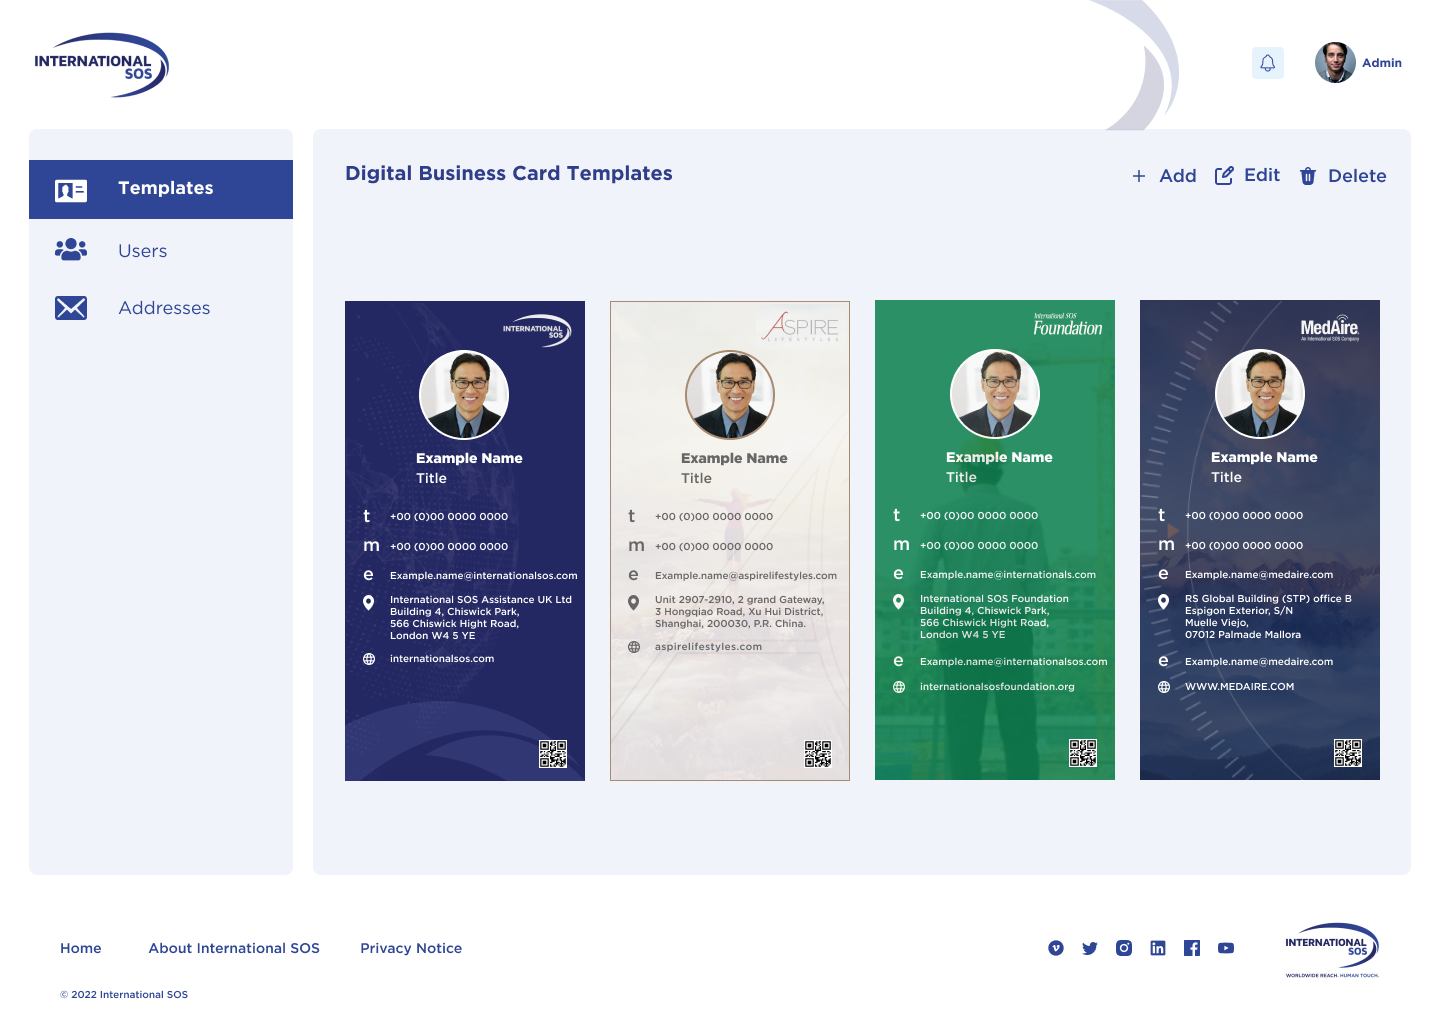 INTERNATIONAL
SOS
Admin
Templates
Users
Addresses
Digital Business Card Templates
+ Add
Edit
Delete
INTERNATIONAL
SOS
Example Name
Title
t +00 (0)00 0000 0000
m +00 (0)00 0000 0000
e Example.name@internationalsos.com
International SOS Assistance UK Ltd
Building 4, Chiswick Park,
566 Chiswick Hight Road,
London W4 5 YE
internationalsos.com
ASPIRE
LIFESTYLES
Example Name
Title
t +00 (0)00 0000 0000
m +00 (0)00 0000 0000
e Example.name@aspirelifestyles.com
Unit 2907-2910, 2 grand Gateway,
3 Hongqiao Road, Xu Hui District,
Shanghai, 200030, P.R. China.
aspirelifestyles.com
International SOS
Foundation
Example Name
Title
t +00 (0)00 0000 0000
m +00 (0)00 0000 0000
e Example.name@internationals.com
International SOS Foundation
Building 4, Chiswick Park,
566 Chiswick Hight Road,
London W4 5 YE
e Example.name@internationalsos.com
internationalsosfoundation.org
MedAire
An International SOS Company
Example Name
Title
t +00 (0)00 0000 0000
m +00 (0)00 0000 0000
e Example.name@medaire.com
RS Global Building (STP) office B
Espigon Exterior, S/N
Muelle Viejo,
07012 Palmade Mallora
e Example.name@medaire.com
WWW.MEDAIRE.COM
Home
About International SOS
Privacy Notice
INTERNATIONAL
SOS
WORLDWIDE REACH. HUMAN TOUCH.
© 2022 International SOS